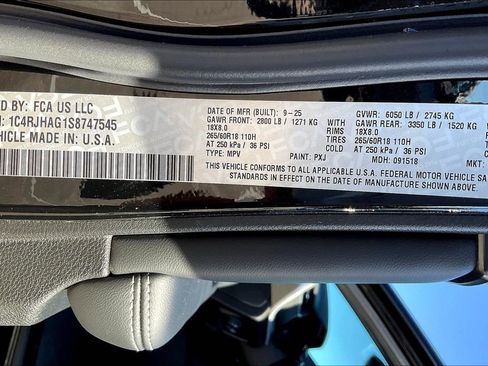 D BY: FCA US LLC
N: 1C4RJHAG1S8747545
Vehicle MADE IN: U.S.A.
DATE OF MFR (BUILT): 9-25 GVWR: 6050 LB / 2745 KG
GAWR FRONT: 2800 LB / 1271 KG WITH GAWR REAR: 3350 LB / 1520 KG
18X8.0 RIMS 18X8.0
265/60R18 110H TIRES 265/60R18 110H
AT 250 kPa / 36 PSI COLD AT 250 kPa / 36 PSI
TYPE: MPV PAINT: PXJ MDH: 091518 MKT:
THIS VEHICLE CONFORMS TO ALL APPLICABLE U.S.A. FEDERAL MOTOR VEHICLE SA
STANDARDS IN EFFECT ON THE DATE OF MANUFACTURE SHOWN ABOVE.